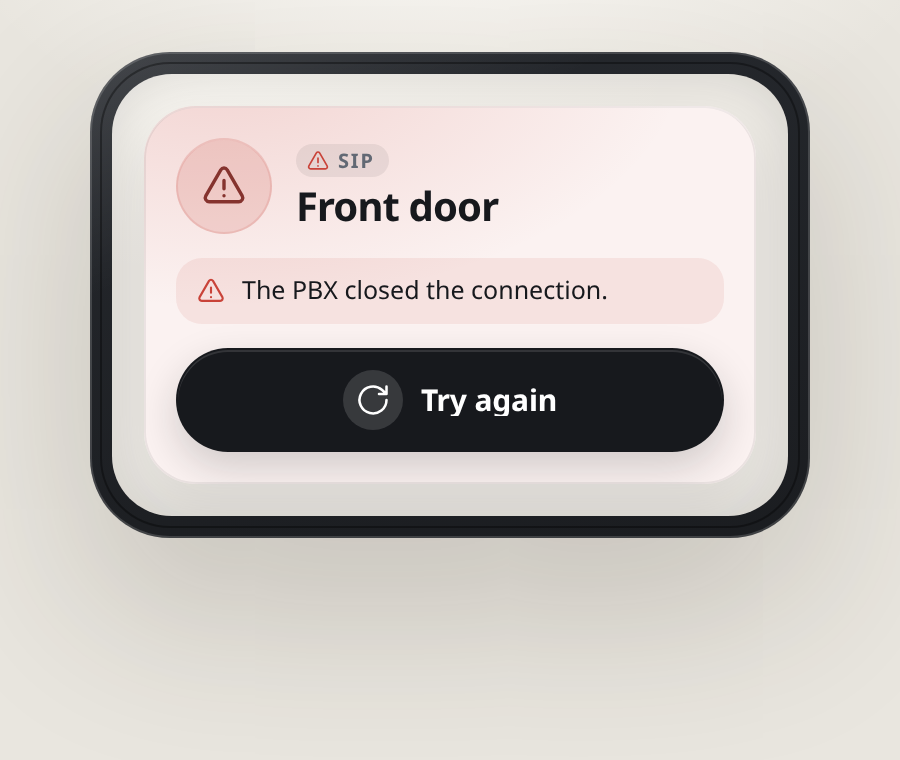 SIP
Front door
The PBX closed the connection.
Try again